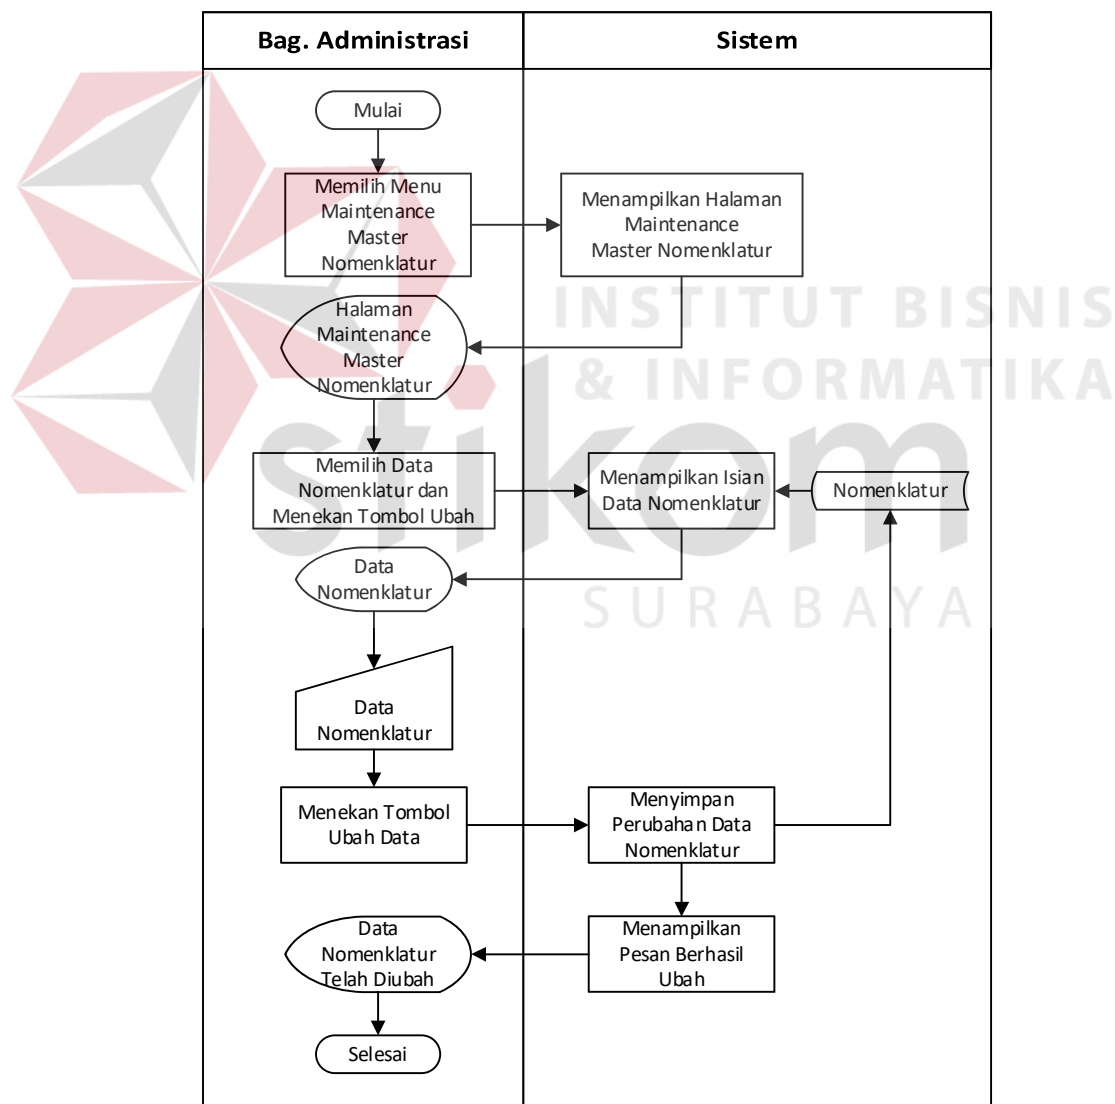 Bag. Administrasi
Sistem
Mulai
Memilih Menu
Maintenance
Master
Nomenklatur
Menampilkan Halaman
Maintenance
Master Nomenklatur
Halaman
Maintenance
Master
Nomenklatur
INSTITUT BISNIS
& INFORMATIKA
stikom
SURABAYA
Memilih Data
Nomenklatur dan
Menekan Tombol Ubah
Menampilkan Isian
Data Nomenklatur
Nomenklatur
Data
Nomenklatur
Data
Nomenklatur
Menekan Tombol
Ubah Data
Menyimpan
Perubahan Data
Nomenklatur
Data
Nomenklatur
Telah Diubah
Menampilkan
Pesan Berhasil
Ubah
Selesai